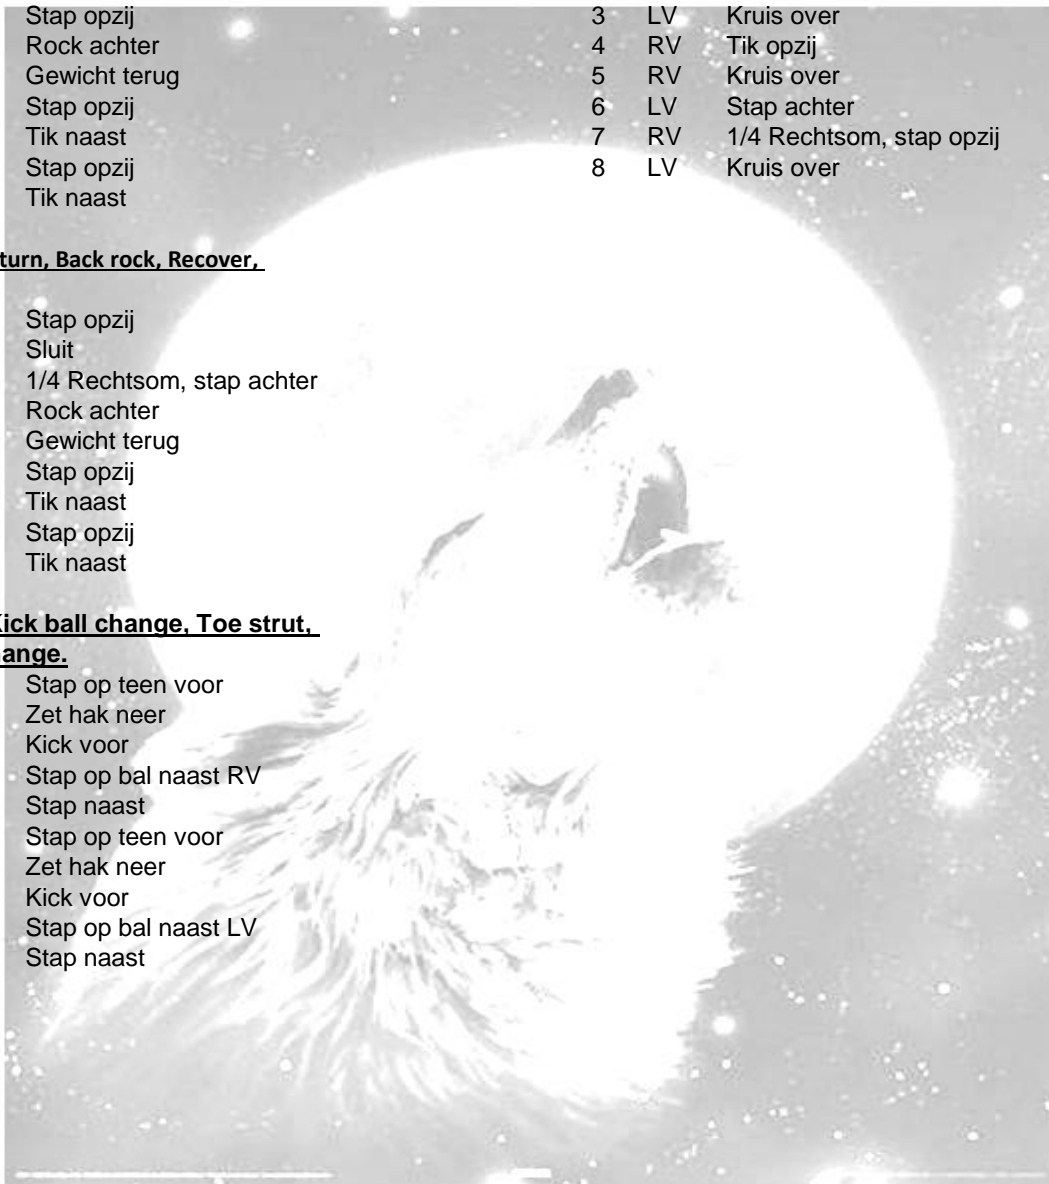 Stap opzij
Rock achter
Gewicht terug
Stap opzij
Tik naast
Stap opzij
Tik naast
turn, Back rock, Recover,
Stap opzij
Sluit
1/4 Rechtsom, stap achter
Rock achter
Gewicht terug
Stap opzij
Tik naast
Stap opzij
Tik naast
Kick ball change, Toe strut,
ange.
Stap op teen voor
Zet hak neer
Kick voor
Stap op bal naast RV
Stap naast
Stap op teen voor
Zet hak neer
Kick voor
Stap op bal naast LV
Stap naast
3 LV Kruis over
4 RV Tik opzij
5 RV Kruis over
6 LV Stap achter
7 RV 1/4 Rechtsom, stap opzij
8 LV Kruis over